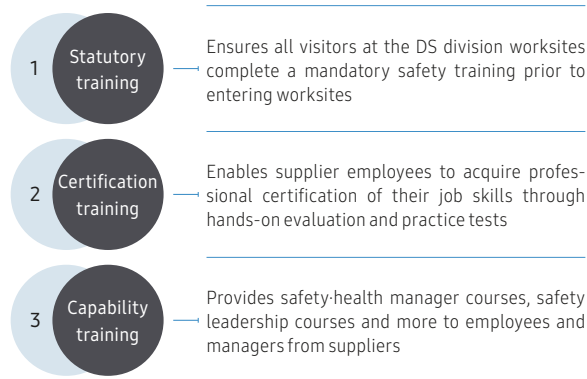 1
Statutory
training
Ensures all visitors at the DS division worksites
complete a mandatory safety training prior to
entering worksites
2
Certification
training
Enables supplier employees to acquire profes-
sional certification of their job skills through
hands-on evaluation and practice tests
3
Capability
training
Provides safety·health manager courses, safety
leadership courses and more to employees and
managers from suppliers